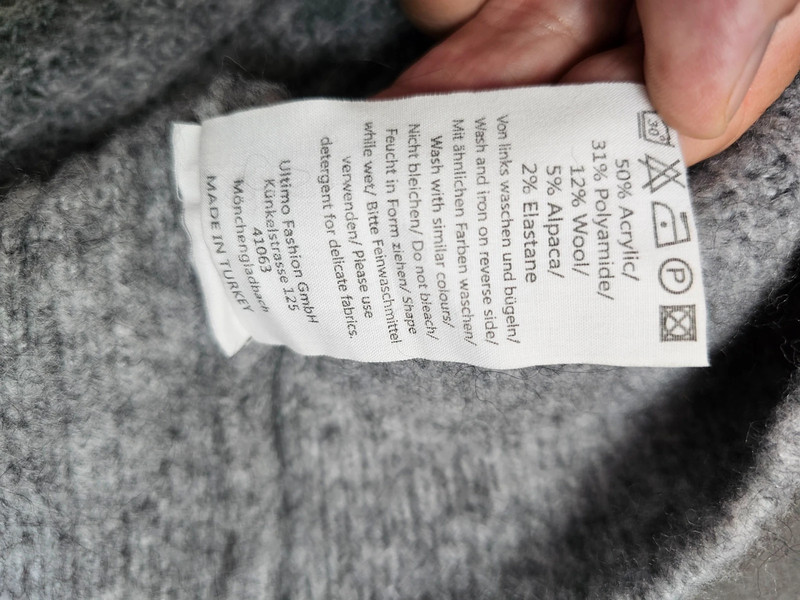 30°
P
50% Acrylic/
31% Polyamide/
12% Wool/
5% Alpaca/
2% Elastane
Von links waschen und bügeln/
Wash and iron on reverse side/
Mit ähnlichen Farben waschen/
Wash with similar colours/
Nicht bleichen/ Do not bleach/
Feucht in Form ziehen/ Shape
while wet/ Bitte Feinwaschmittel
verwenden/ Please use
detergent for delicate fabrics.
Ultimo Fashion GmbH
Künkelstrasse 125
41063
Mönchengladbach
MADE IN TURKEY